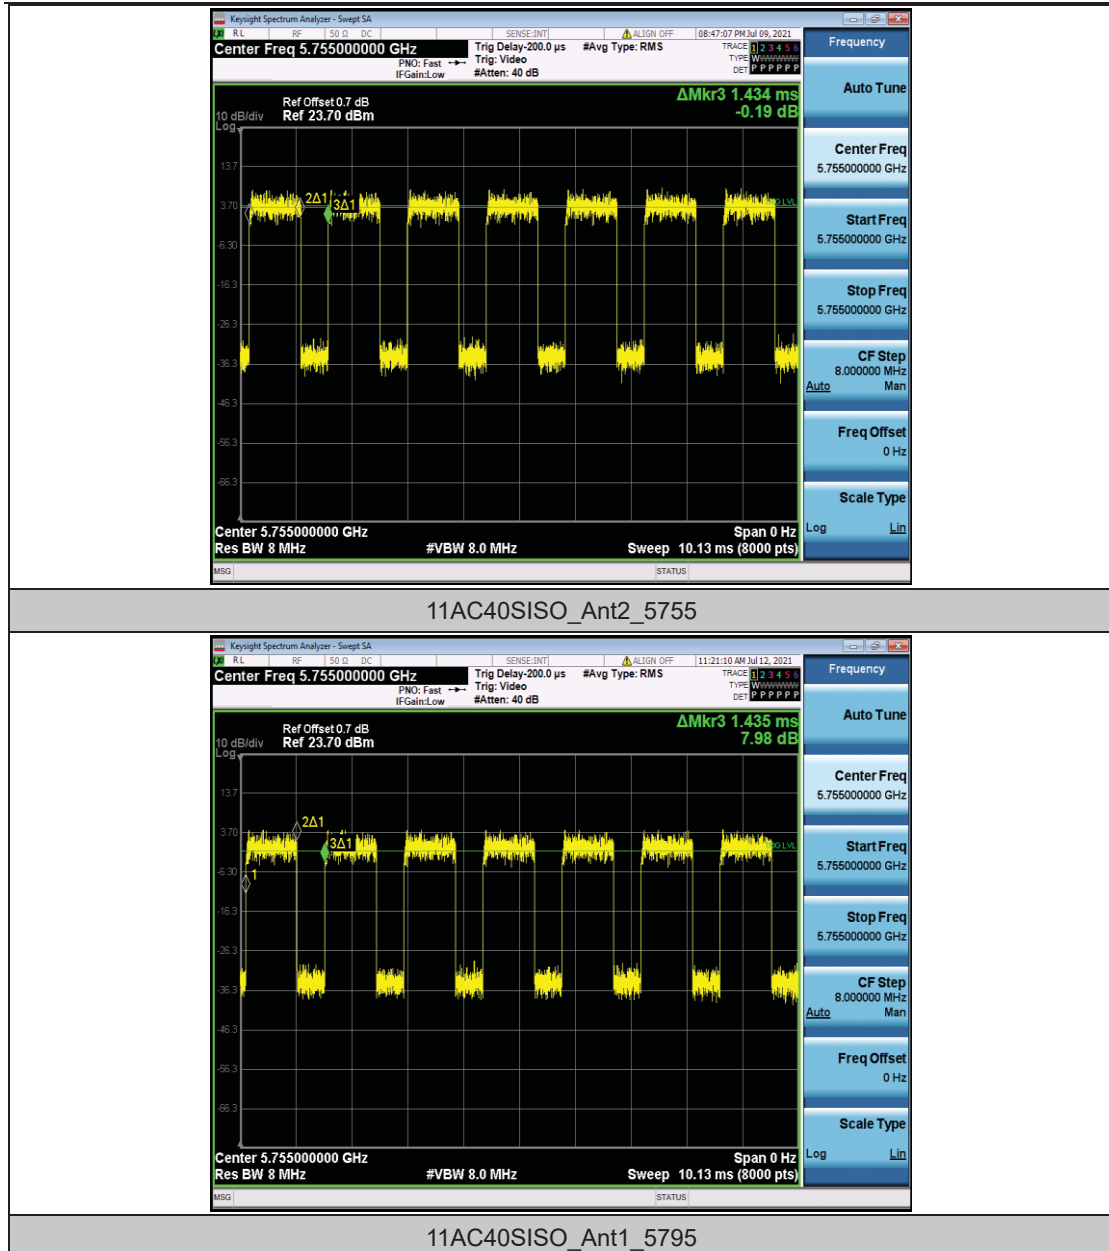 Keysight Spectrum Analyzer - Swept SA
LXI RL RF 50 Ω DC SENSE:INT ALIGN OFF 08:47:07 PM Jul 09, 2021
Center Freq 5.755000000 GHz
Trig Delay-200.0 µs #Avg Type: RMS
TRACE 1 2 3 4 5 6
PNO: Fast Trig: Video
TYPE WWWWWW
IFGain:Low #Atten: 40 dB
DET P P P P P P
Frequency
ΔMkr3 1.434 ms
-0.19 dB
Ref Offset 0.7 dB
10 dB/div Ref 23.70 dBm
Log
13.7
3.70
-6.30
-16.3
-26.3
-36.3
-46.3
-56.3
-66.3
2Δ1
3Δ1
Center 5.755000000 GHz Span 0 Hz
Res BW 8 MHz #VBW 8.0 MHz Sweep 10.13 ms (8000 pts)
MSG STATUS
Auto Tune
Center Freq
5.755000000 GHz
Start Freq
5.755000000 GHz
Stop Freq
5.755000000 GHz
CF Step
8.000000 MHz
Auto Man
Freq Offset
0 Hz
Scale Type
Log Lin
11AC40SISO_Ant2_5755
Keysight Spectrum Analyzer - Swept SA
LXI RL RF 50 Ω DC SENSE:INT ALIGN OFF 11:21:10 AM Jul 12, 2021
Center Freq 5.755000000 GHz
Trig Delay-200.0 µs #Avg Type: RMS
TRACE 1 2 3 4 5 6
PNO: Fast Trig: Video
TYPE WWWWWW
IFGain:Low #Atten: 40 dB
DET P P P P P P
Frequency
ΔMkr3 1.435 ms
7.98 dB
Ref Offset 0.7 dB
10 dB/div Ref 23.70 dBm
Log
13.7
3.70
-6.30
-16.3
-26.3
-36.3
-46.3
-56.3
-66.3
2Δ1
3Δ1
1
Center 5.755000000 GHz Span 0 Hz
Res BW 8 MHz #VBW 8.0 MHz Sweep 10.13 ms (8000 pts)
MSG STATUS
Auto Tune
Center Freq
5.755000000 GHz
Start Freq
5.755000000 GHz
Stop Freq
5.755000000 GHz
CF Step
8.000000 MHz
Auto Man
Freq Offset
0 Hz
Scale Type
Log Lin
11AC40SISO_Ant1_5795